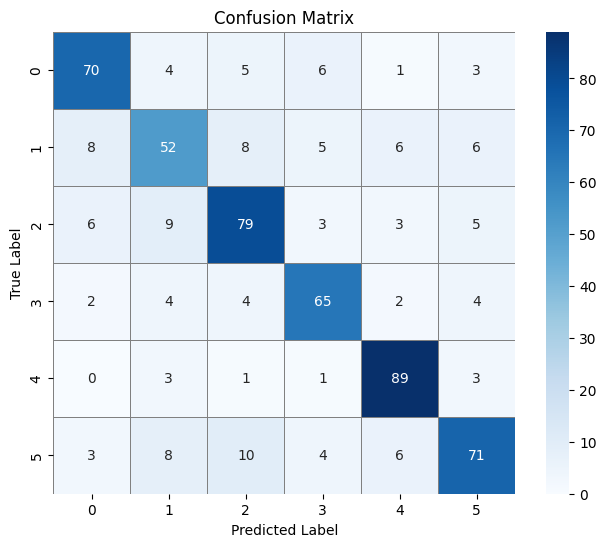 Confusion Matrix
0 70 4 5 6 1 3
1 8 52 8 5 6 6
2 6 9 79 3 3 5
3 2 4 4 65 2 4
4 0 3 1 1 89 3
5 3 8 10 4 6 71
0 1 2 3 4 5
True Label
Predicted Label
80
70
60
50
40
30
20
10
0